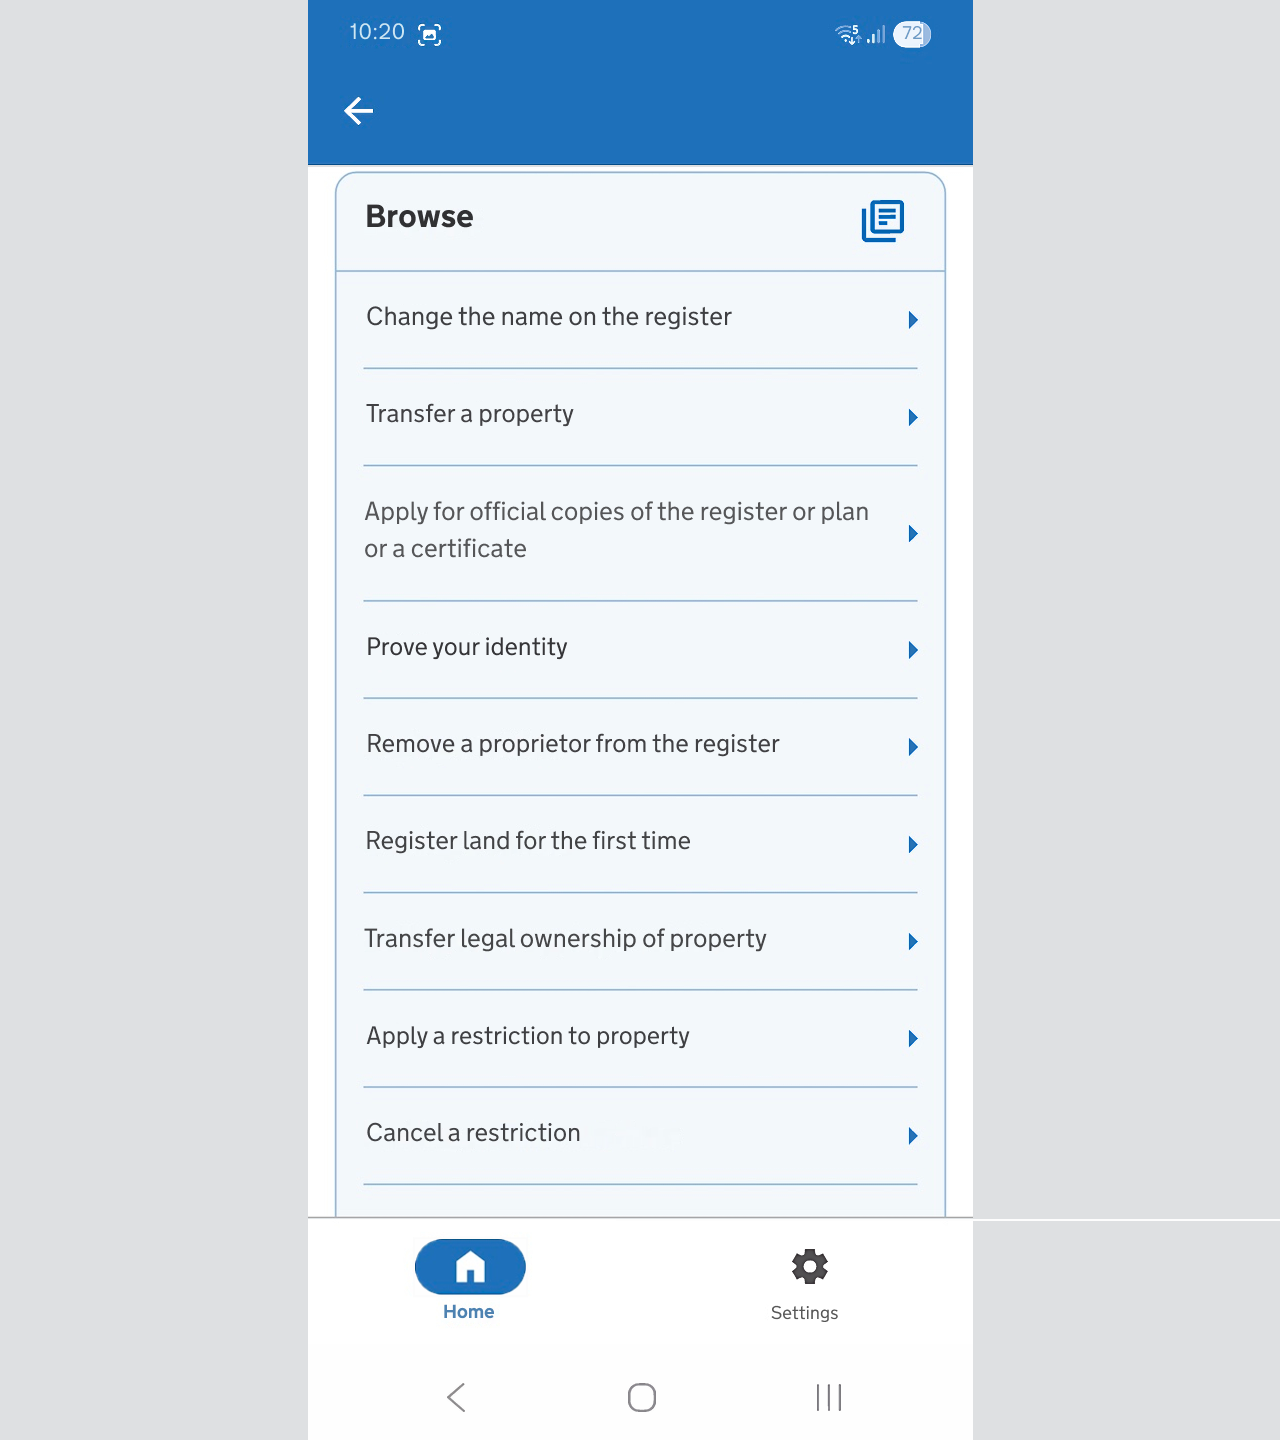 10:20
5
72
Browse
Change the name on the register
Transfer a property
Apply for official copies of the register or plan
or a certificate
Prove your identity
Remove a proprietor from the register
Register land for the first time
Transfer legal ownership of property
Apply a restriction to property
Cancel a restriction
Home
Settings